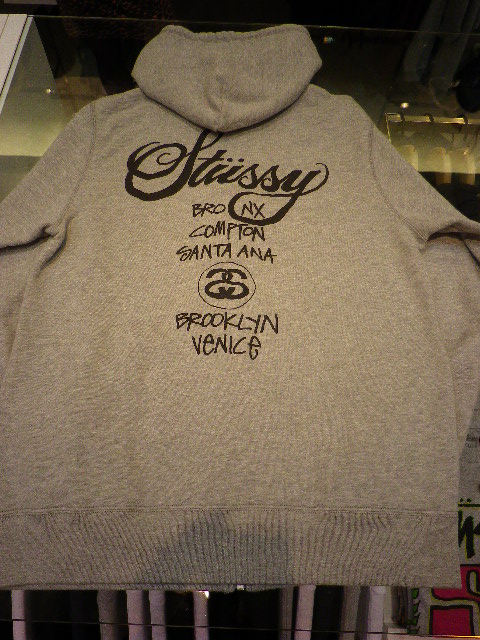 Stüssy
BRONX
COMPTON
SANTA ANA
BROOKLYN
VENICE